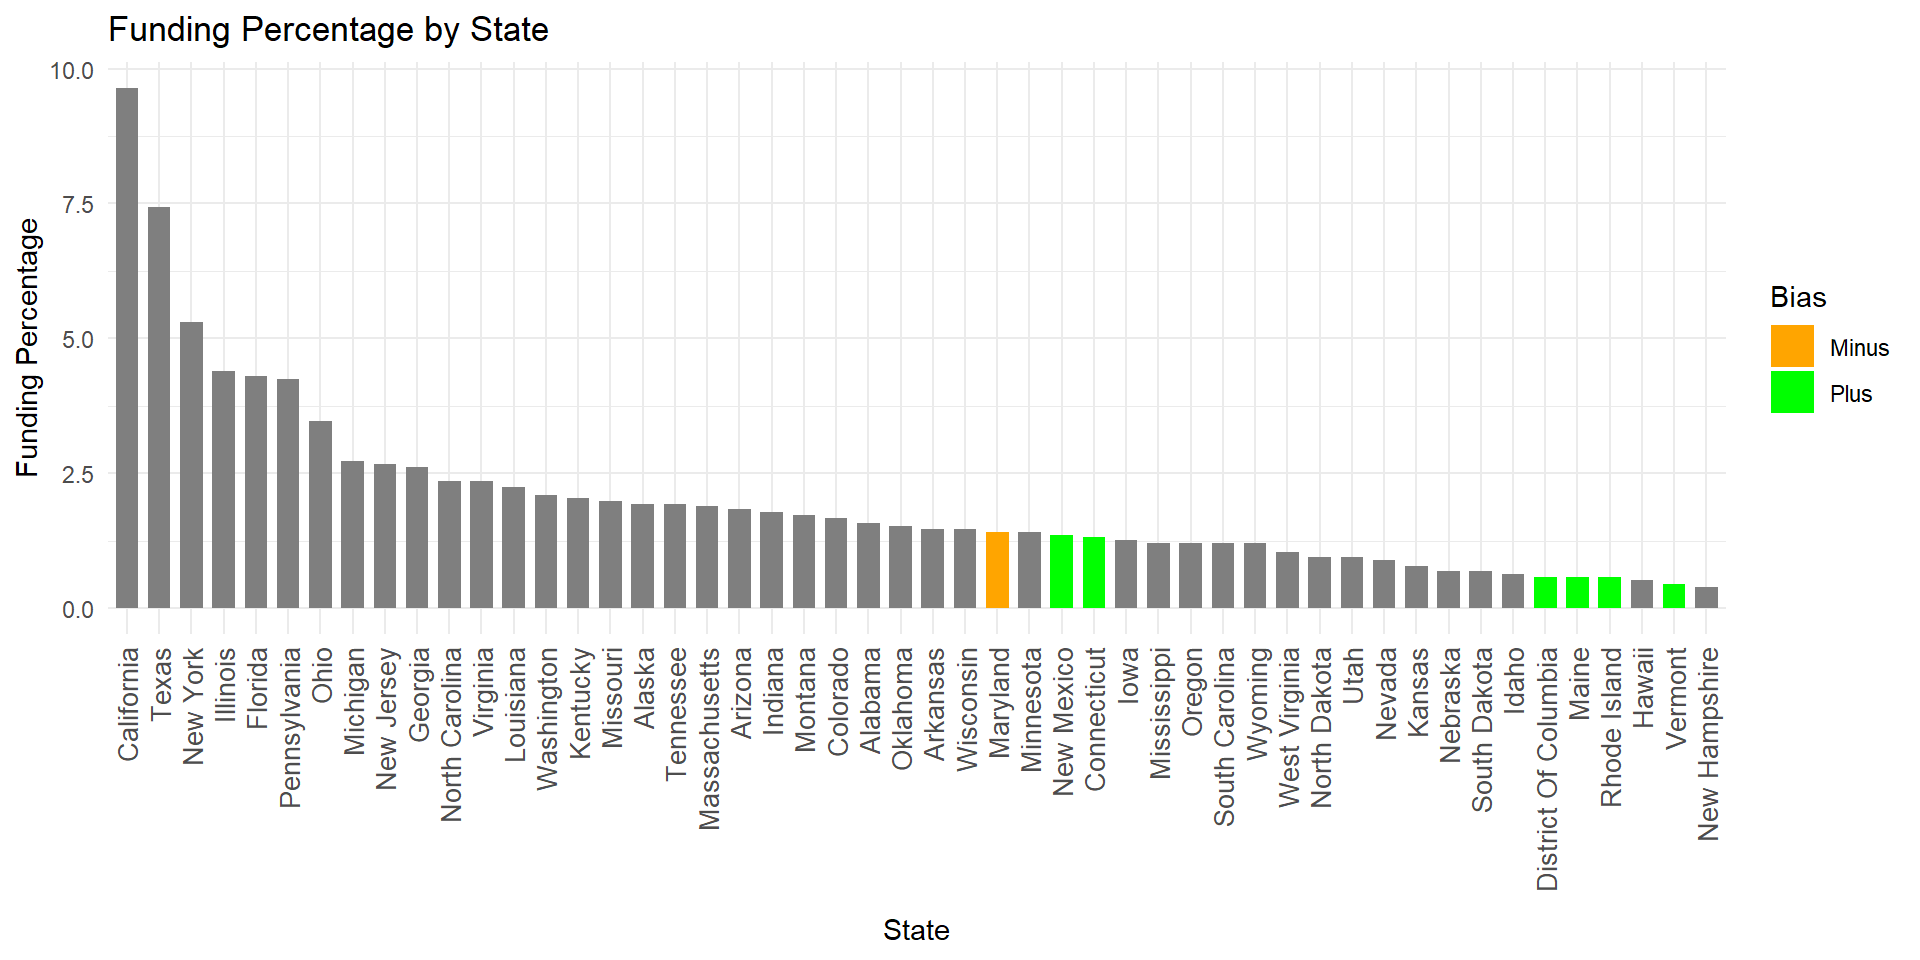 Funding Percentage by State
Funding Percentage
10.0
7.5
5.0
2.5
0.0
California
Texas
New York
Illinois
Florida
Pennsylvania
Ohio
Michigan
New Jersey
Georgia
North Carolina
Virginia
Louisiana
Washington
Kentucky
Missouri
Alaska
Tennessee
Massachusetts
Arizona
Indiana
Montana
Colorado
Alabama
Oklahoma
Arkansas
Wisconsin
Maryland
Minnesota
New Mexico
Connecticut
Iowa
Mississippi
Oregon
South Carolina
Wyoming
West Virginia
North Dakota
Utah
Nevada
Kansas
Nebraska
South Dakota
Idaho
District Of Columbia
Maine
Rhode Island
Hawaii
Vermont
New Hampshire
State
Bias
Minus
Plus